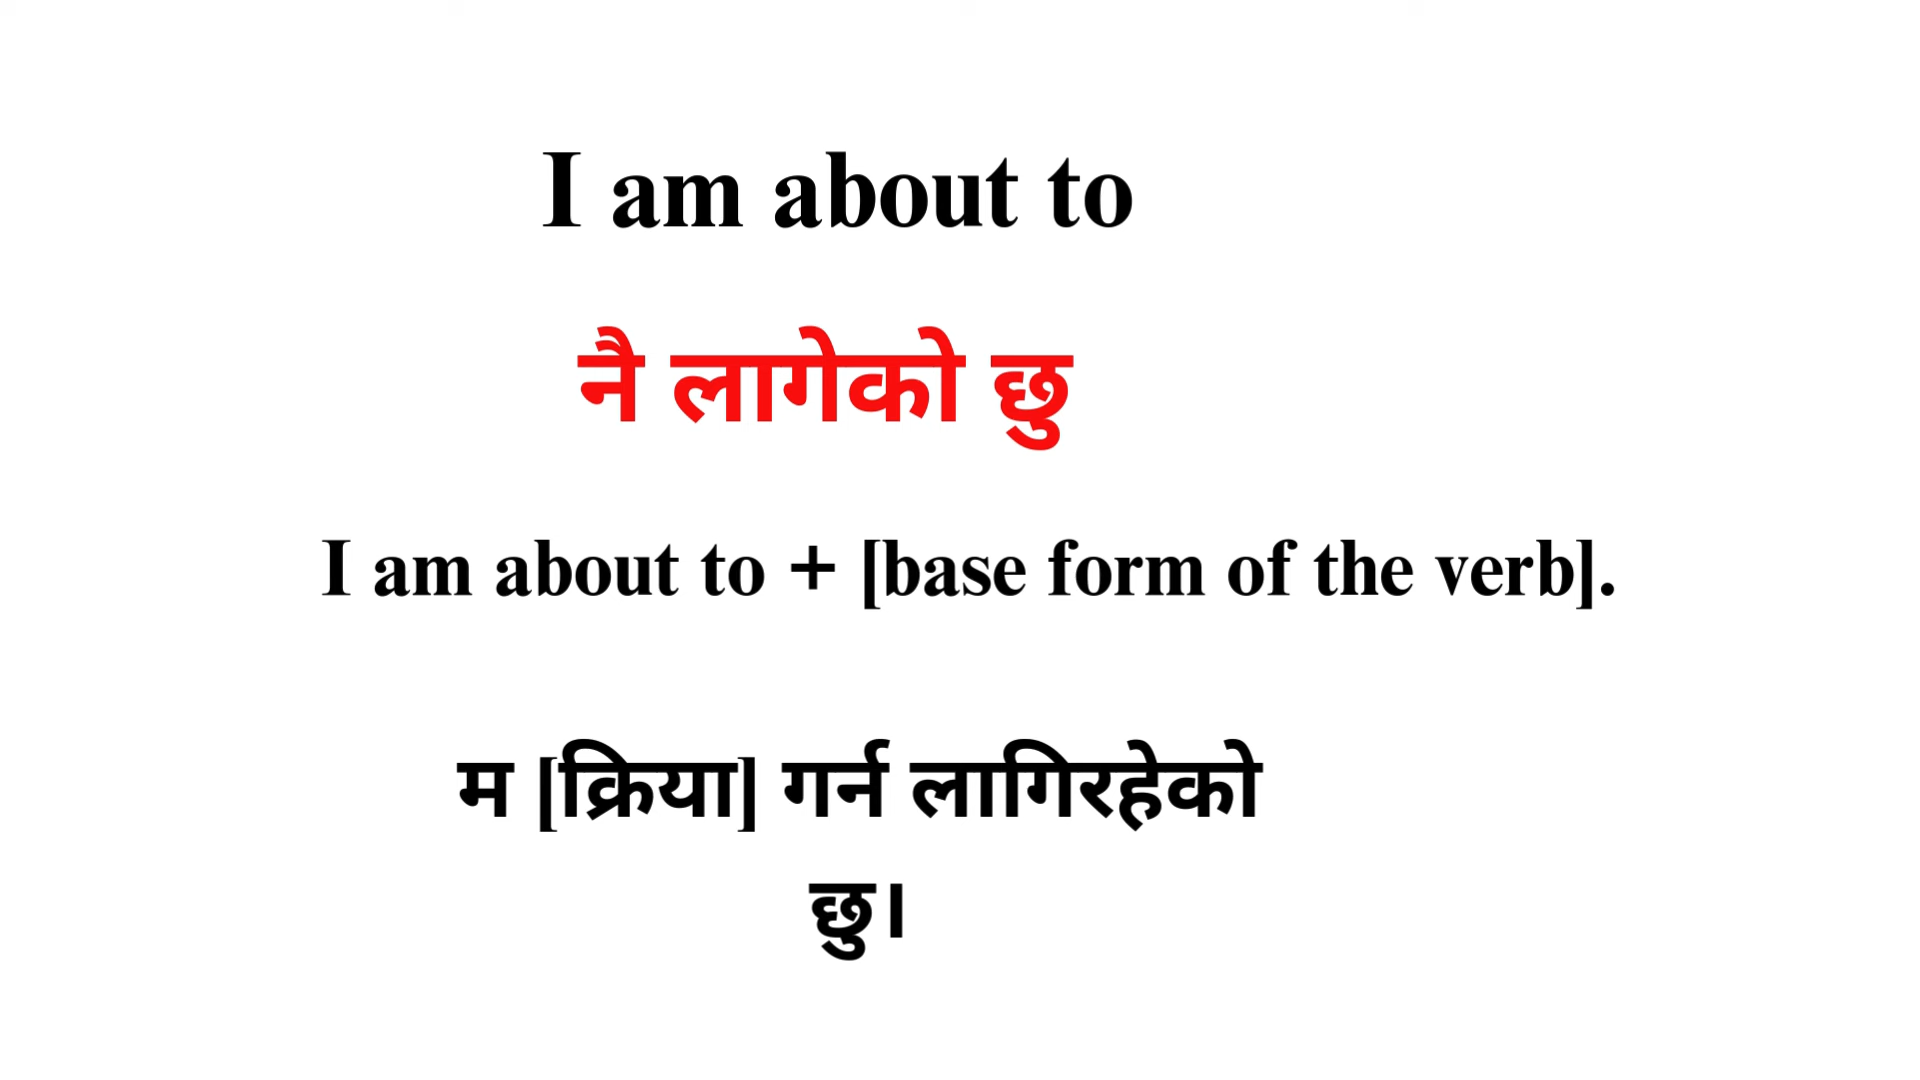 I am about to
नै लागेको छु
I am about to + [base form of the verb].
म [क्रिया] गर्न लागिरहेको
छु।